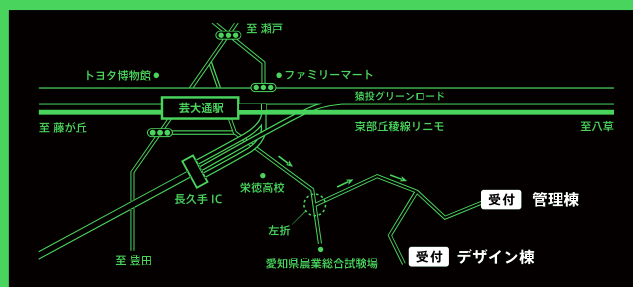 至 瀬戸
トヨタ博物館
ファミリーマート
猿投グリーンロード
芸大通駅
至 藤が丘
東部丘陵線リニモ
至八草
栄徳高校
長久手 IC
受付 管理棟
左折
受付 デザイン棟
至 豊田
愛知県農業総合試験場